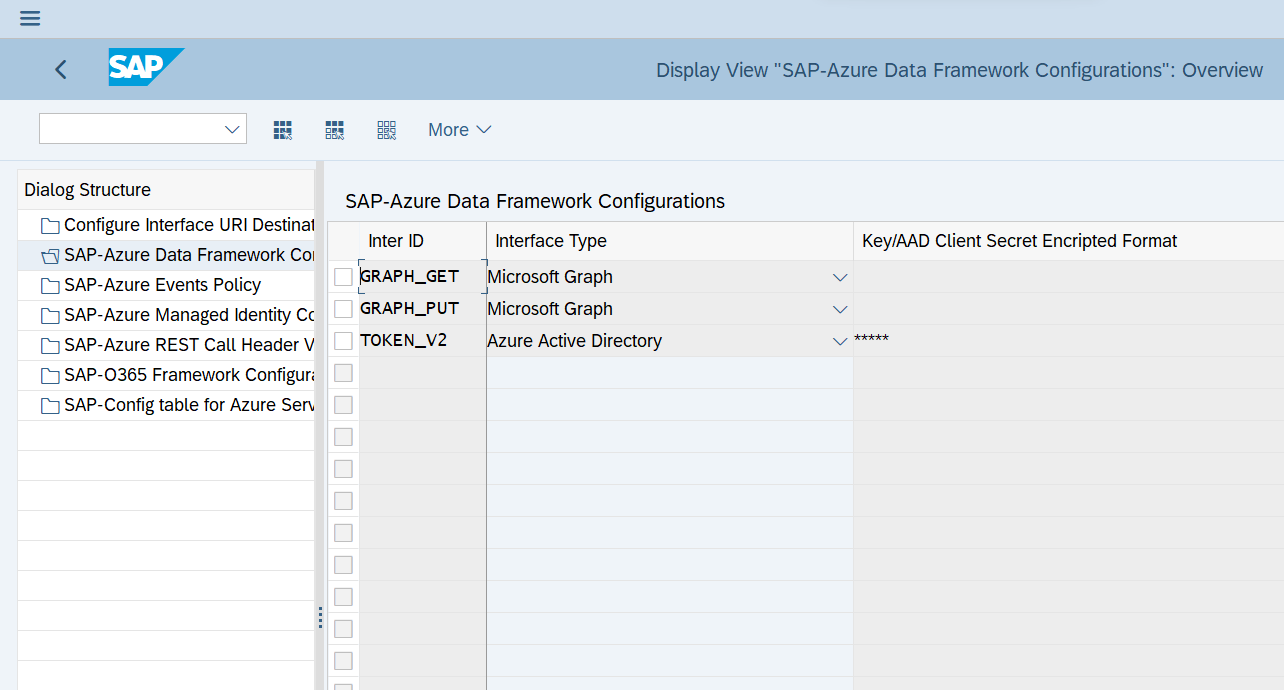 SAP
Display View "SAP-Azure Data Framework Configurations": Overview
More
Dialog Structure
Configure Interface URI Destinat
SAP-Azure Data Framework Co
SAP-Azure Events Policy
SAP-Azure Managed Identity Co
SAP-Azure REST Call Header V
SAP-O365 Framework Configura
SAP-Config table for Azure Serv
SAP-Azure Data Framework Configurations
Inter ID Interface Type Key/AAD Client Secret Encripted Format
GRAPH_GET Microsoft Graph
GRAPH_PUT Microsoft Graph
TOKEN_V2 Azure Active Directory *****